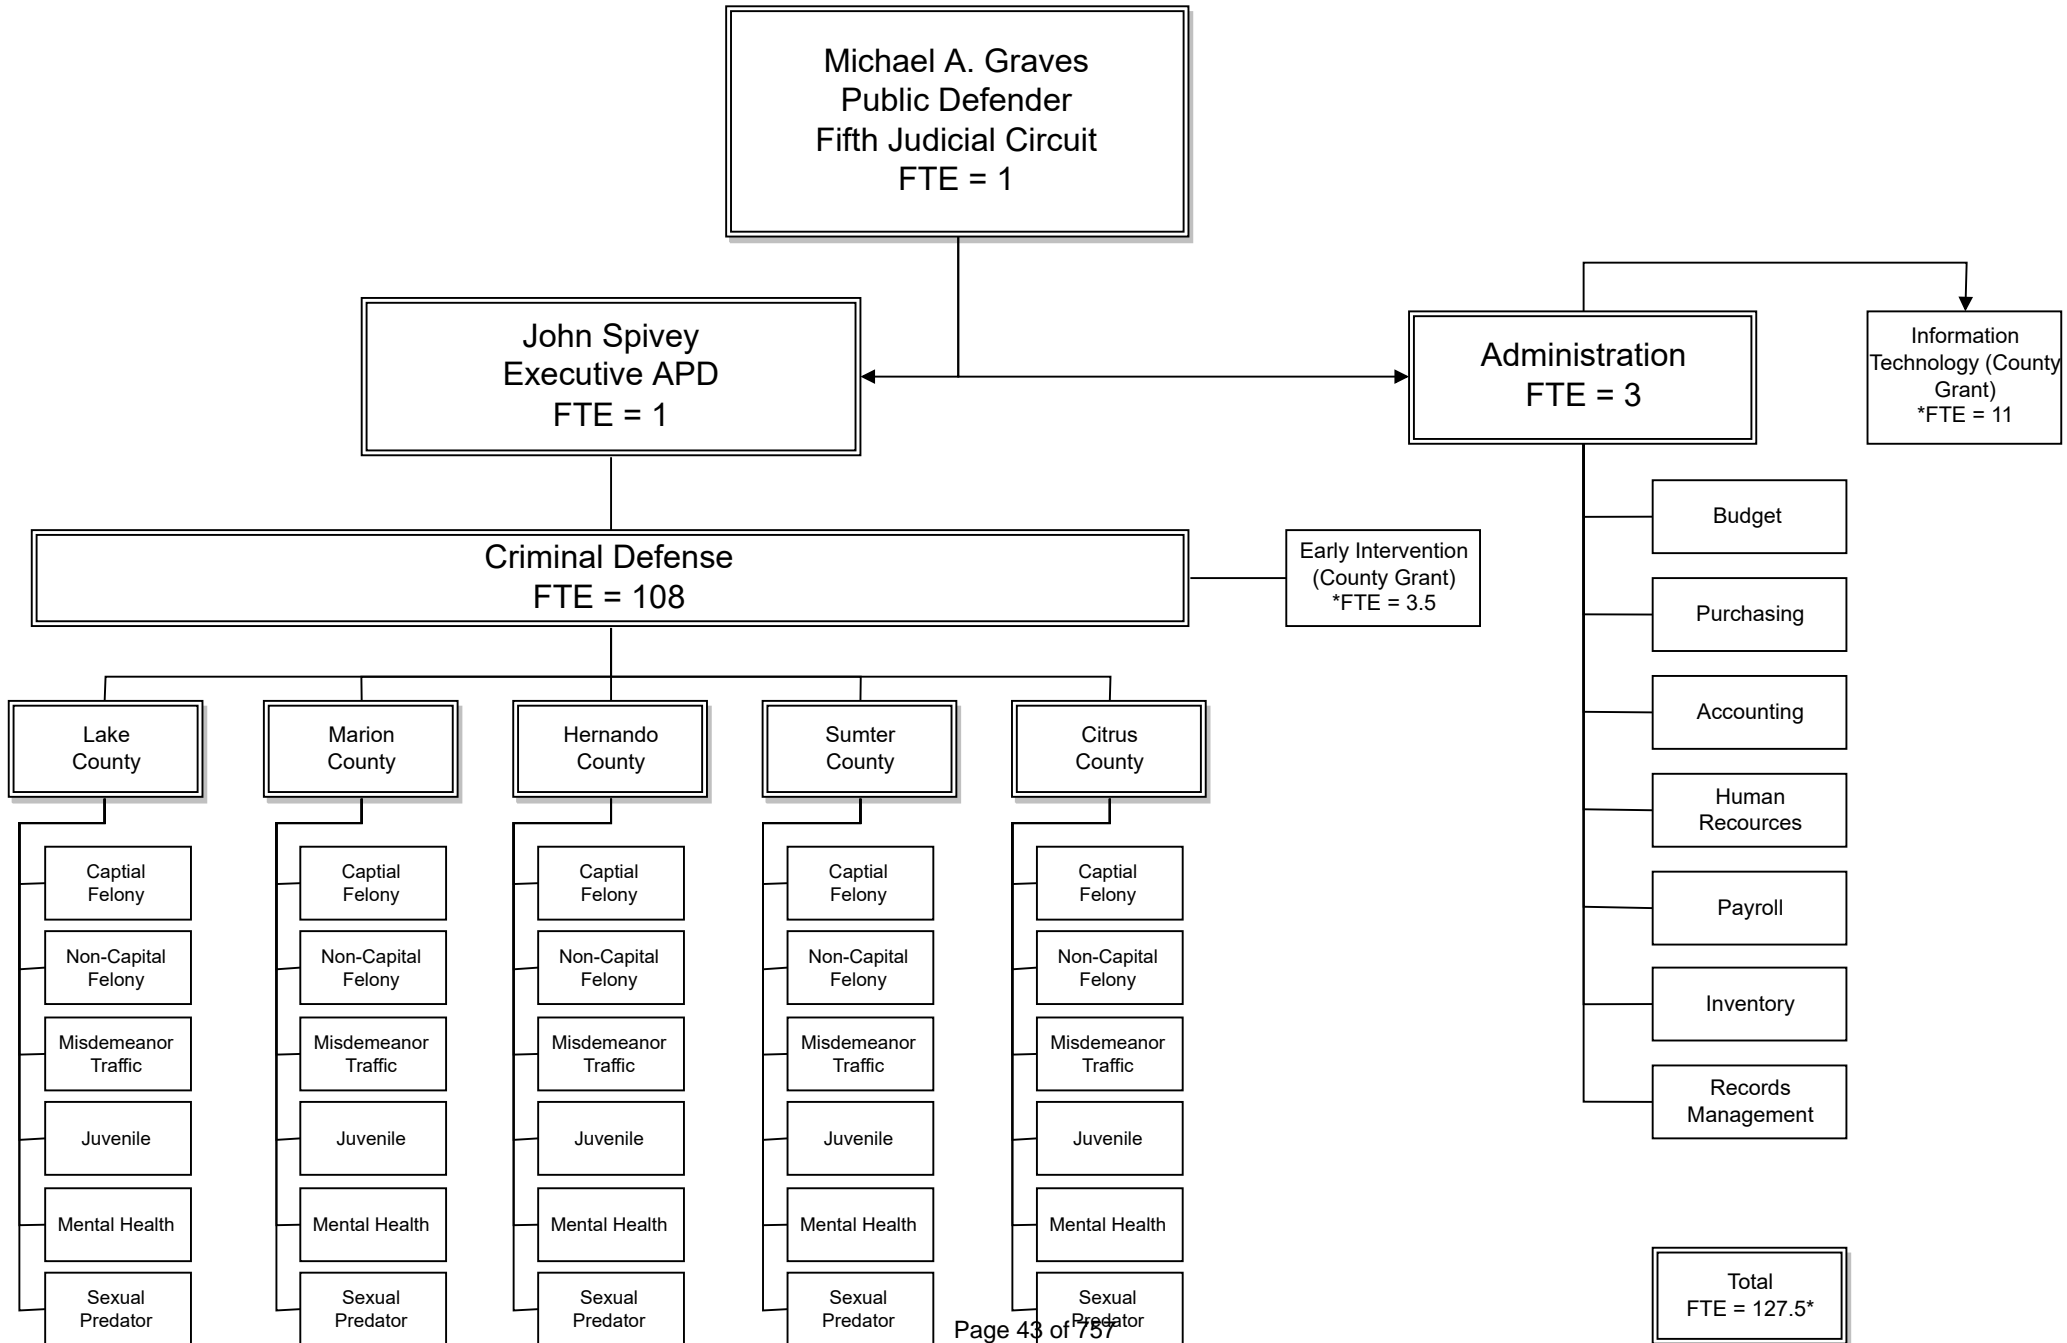 Michael A. Graves
Public Defender
Fifth Judicial Circuit
FTE = 1
John Spivey
Executive APD
FTE = 1
Administration
FTE = 3
Information
Technology (County
Grant)
*FTE = 11
Criminal Defense
FTE = 108
Early Intervention
(County Grant)
*FTE = 3.5
Budget
Purchasing
Accounting
Human
Recources
Payroll
Inventory
Records
Management
Lake
County
Captial
Felony
Non-Capital
Felony
Misdemeanor
Traffic
Juvenile
Mental Health
Sexual
Predator
Marion
County
Captial
Felony
Non-Capital
Felony
Misdemeanor
Traffic
Juvenile
Mental Health
Sexual
Predator
Hernando
County
Captial
Felony
Non-Capital
Felony
Misdemeanor
Traffic
Juvenile
Mental Health
Sexual
Predator
Sumter
County
Captial
Felony
Non-Capital
Felony
Misdemeanor
Traffic
Juvenile
Mental Health
Sexual
Predator
Citrus
County
Captial
Felony
Non-Capital
Felony
Misdemeanor
Traffic
Juvenile
Mental Health
Sexual
Predator
Total
FTE = 127.5*
Page 43 of 757